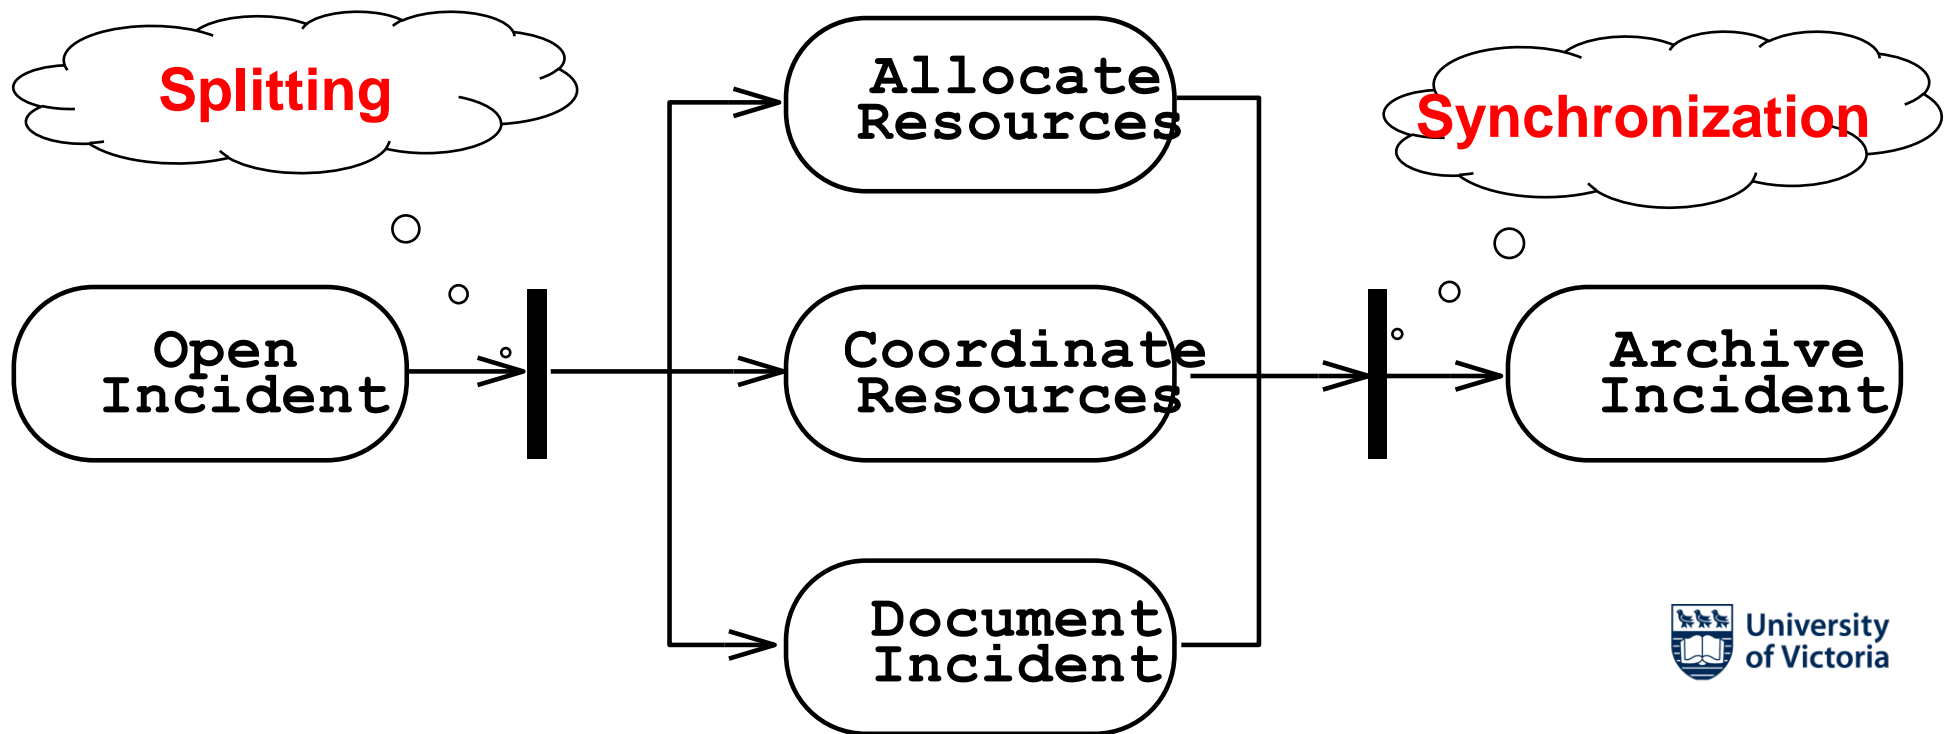 Splitting
Synchronization
Allocate
Resources
Open
Incident
Coordinate
Resources
Archive
Incident
Document
Incident
University
of Victoria